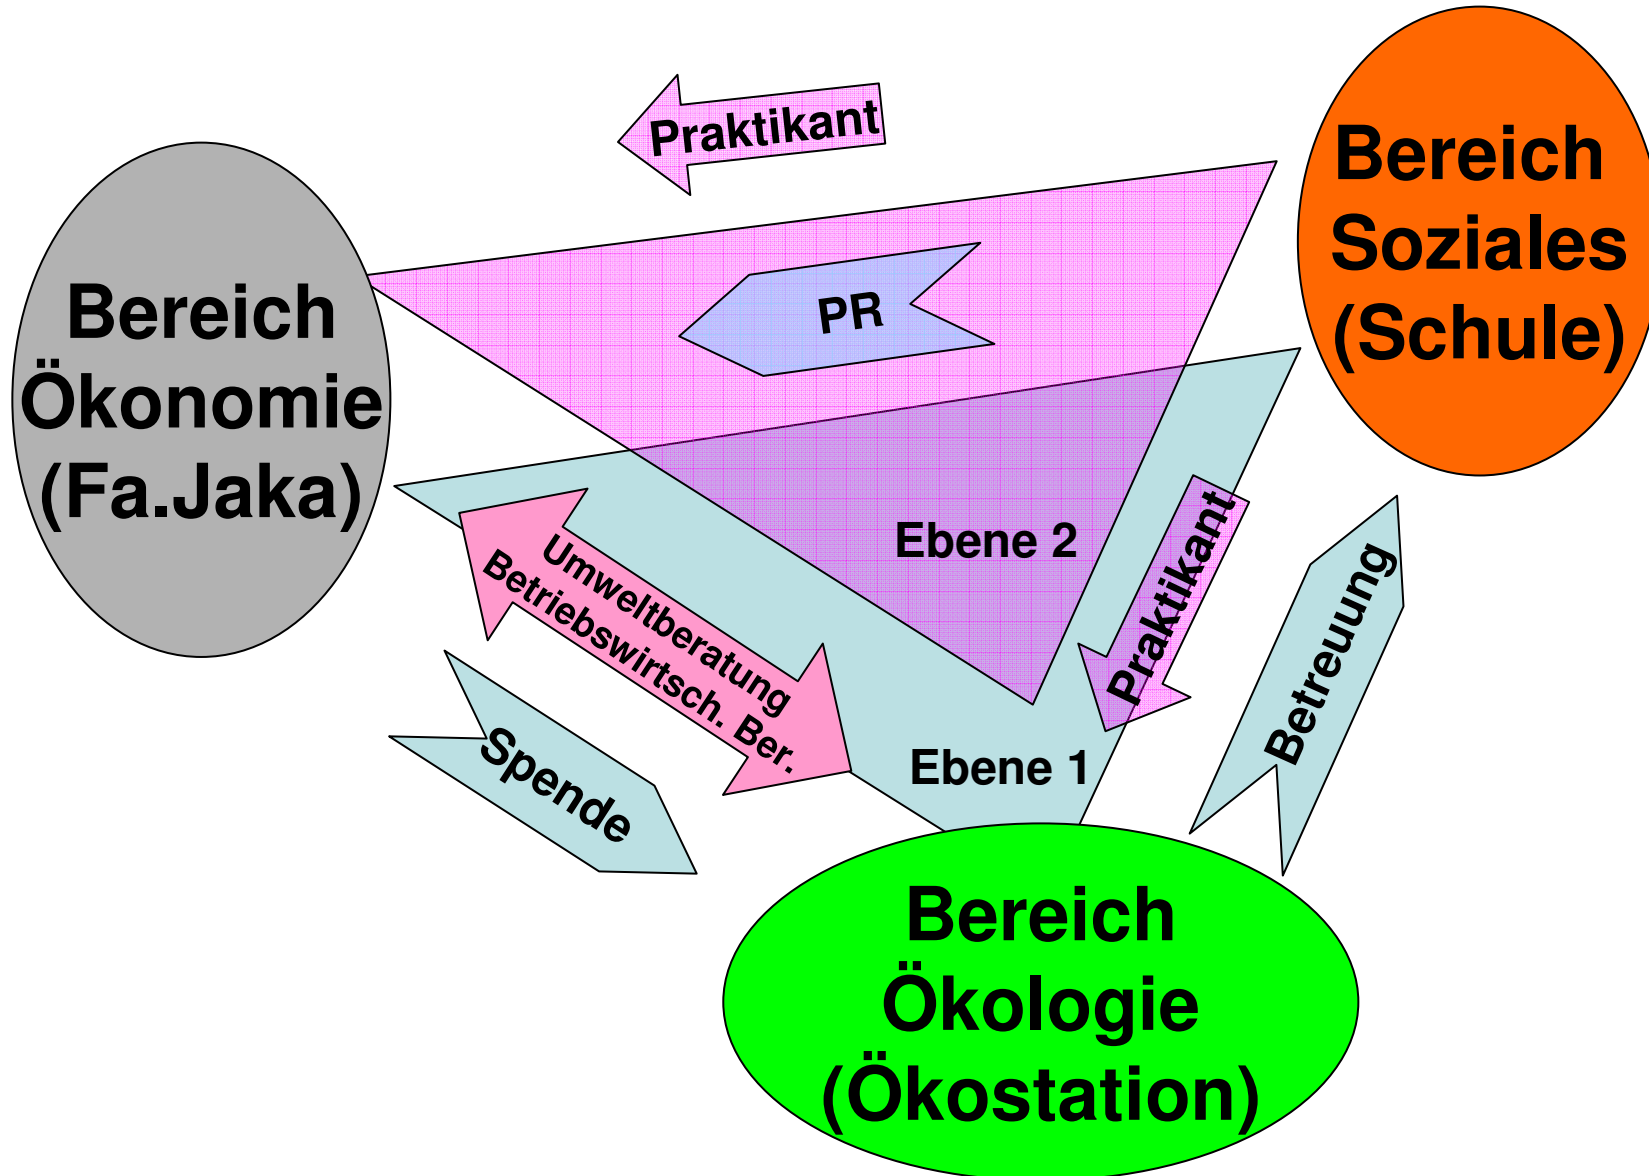 Praktikant
Bereich
Soziales
(Schule)
Bereich
Ökonomie
(Fa.Jaka)
PR
Ebene 2
Praktikant
Umweltberatung
Betriebswirtsch. Ber.
Betreuung
Spende
Ebene 1
Bereich
Ökologie
(Ökostation)